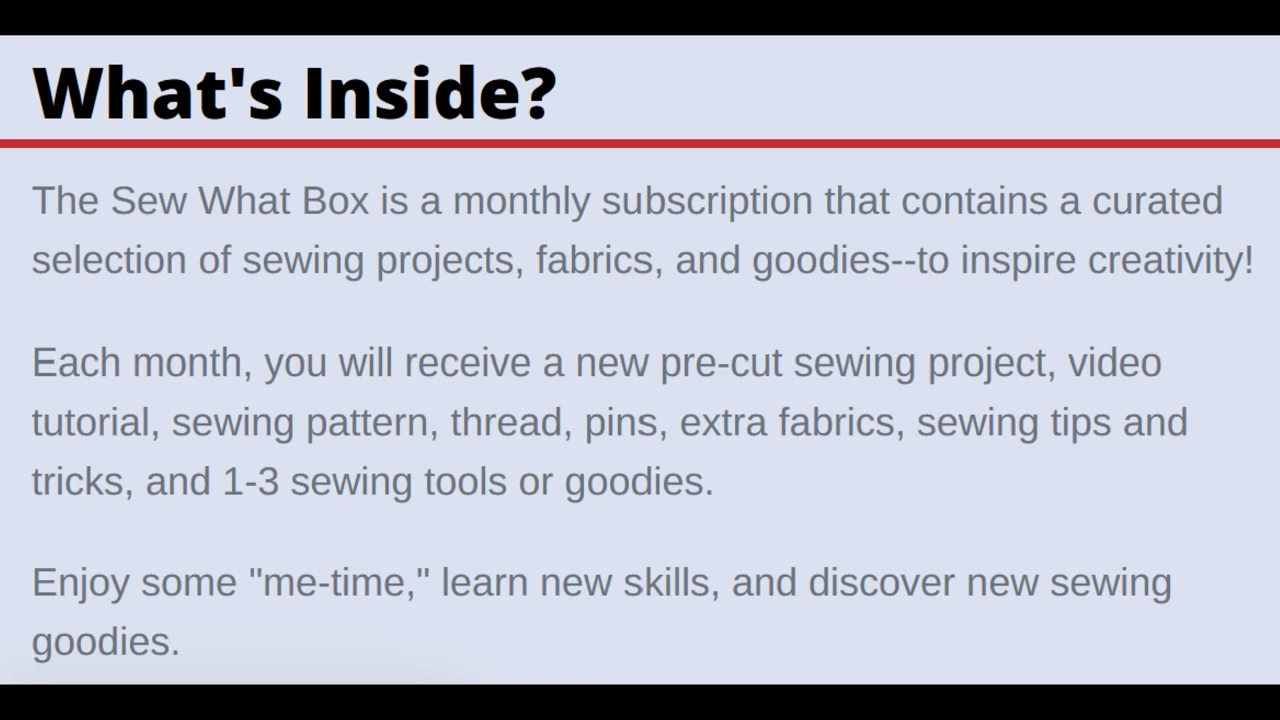 What's Inside?
The Sew What Box is a monthly subscription that contains a curated
selection of sewing projects, fabrics, and goodies--to inspire creativity!
Each month, you will receive a new pre-cut sewing project, video
tutorial, sewing pattern, thread, pins, extra fabrics, sewing tips and
tricks, and 1-3 sewing tools or goodies.
Enjoy some "me-time," learn new skills, and discover new sewing
goodies.